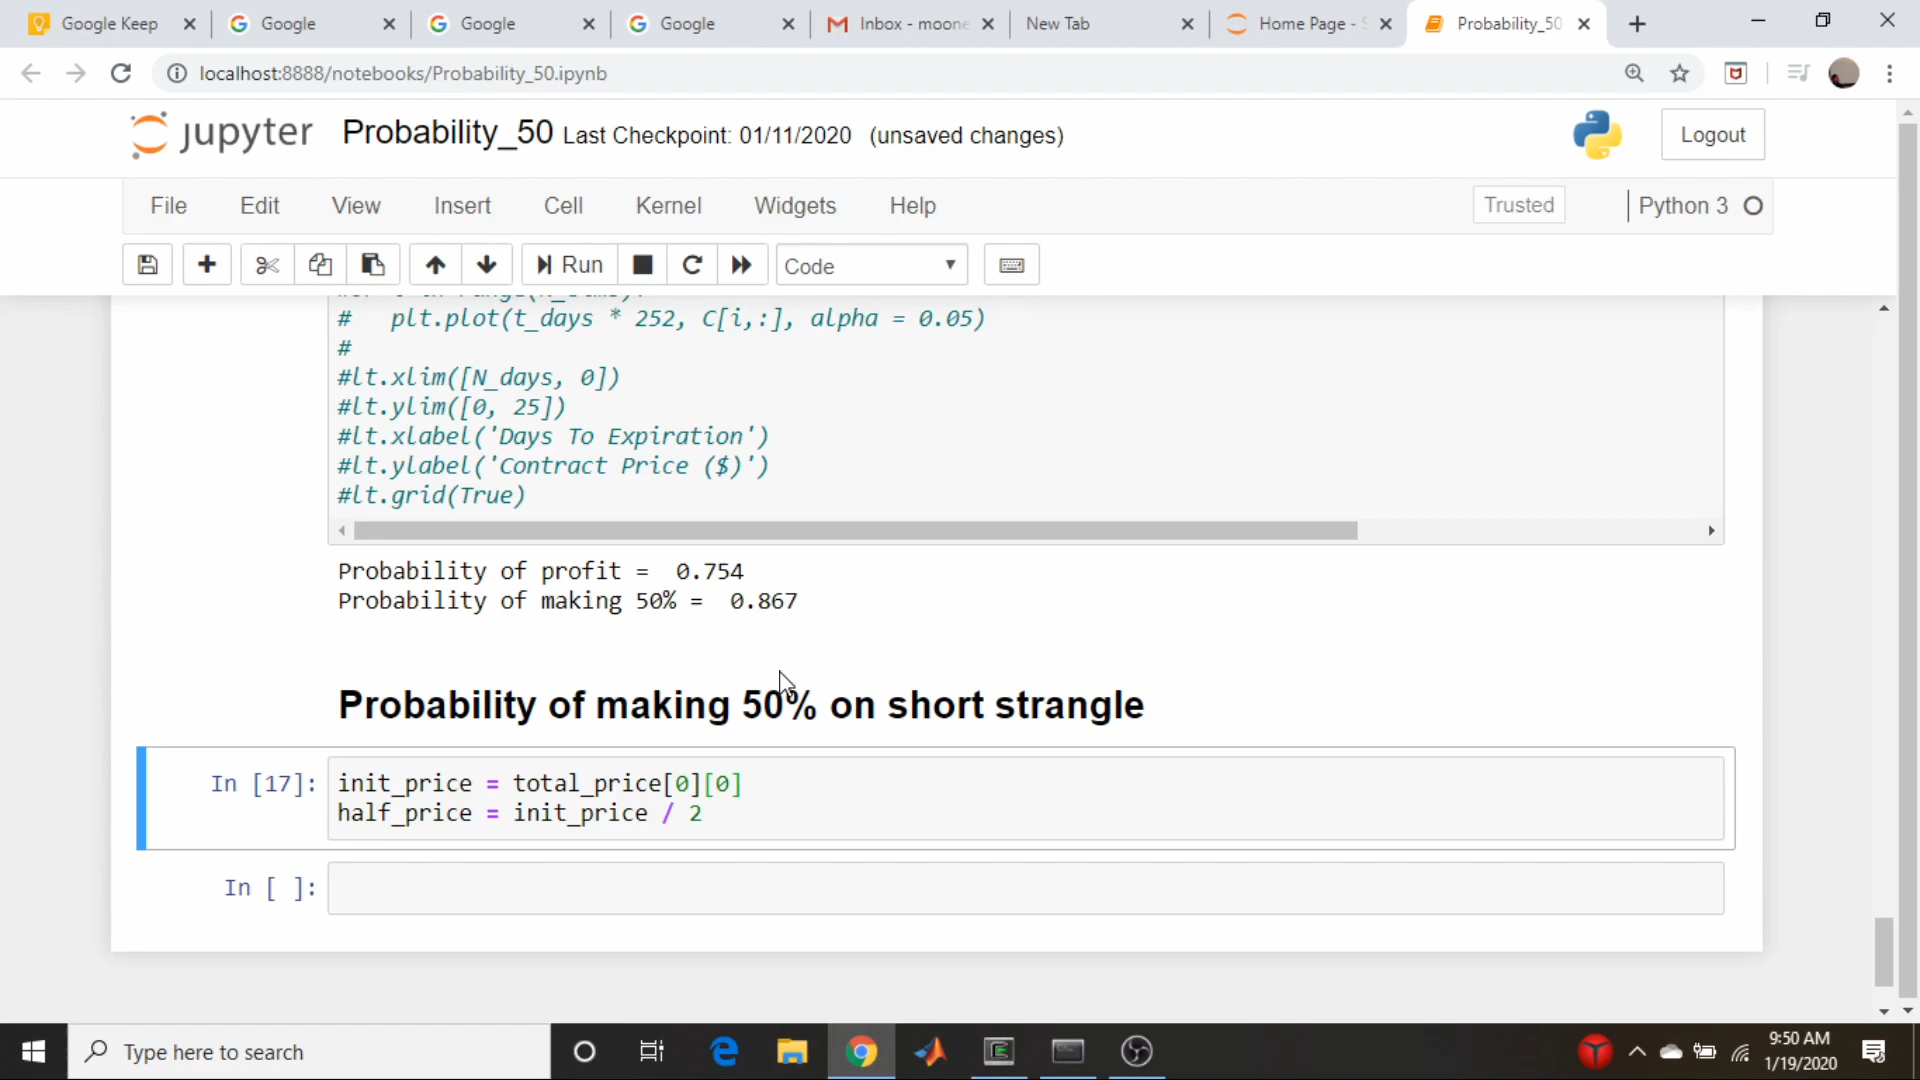 Google Keep
Google
Google
Google
Inbox - moone
New Tab
Home Page - S
Probability_50
localhost:8888/notebooks/Probability_50.ipynb
jupyter Probability_50 Last Checkpoint: 01/11/2020 (unsaved changes)
Logout
File Edit View Insert Cell Kernel Widgets Help
Trusted
Python 3
Run
Code
#   plt.plot(t_days * 252, C[i,:], alpha = 0.05)
#
#lt.xlim([N_days, 0])
#lt.ylim([0, 25])
#lt.xlabel('Days To Expiration')
#lt.ylabel('Contract Price ($)')
#lt.grid(True)
Probability of profit =  0.754
Probability of making 50% =  0.867
Probability of making 50% on short strangle
In [17]: init_price = total_price[0][0]
half_price = init_price / 2
In [ ]:
Type here to search
9:50 AM
1/19/2020